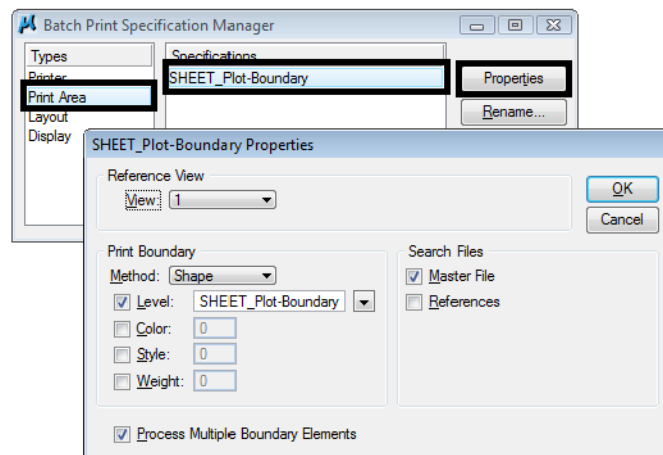 Batch Print Specification Manager
Types
Specifications
Printer
SHEET_Plot-Boundary
Properties
Print Area
Rename...
Layout
Display
SHEET_Plot-Boundary Properties
Reference View
View: 1
OK
Cancel
Print Boundary
Method: Shape
Level: SHEET_Plot-Boundary
Color: 0
Style: 0
Weight: 0
Search Files
Master File
References
Process Multiple Boundary Elements